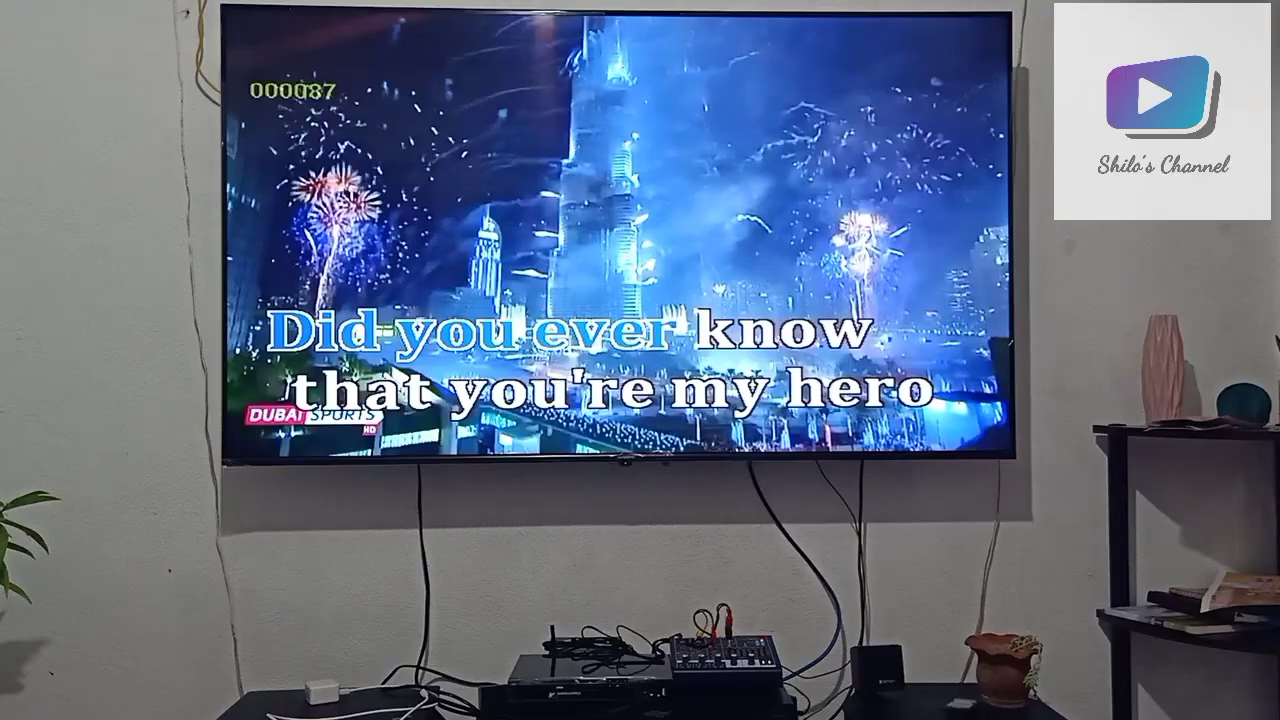 000087
Did you ever know
that you're my hero
DUBAI SPORTS
HD
Shilo's Channel